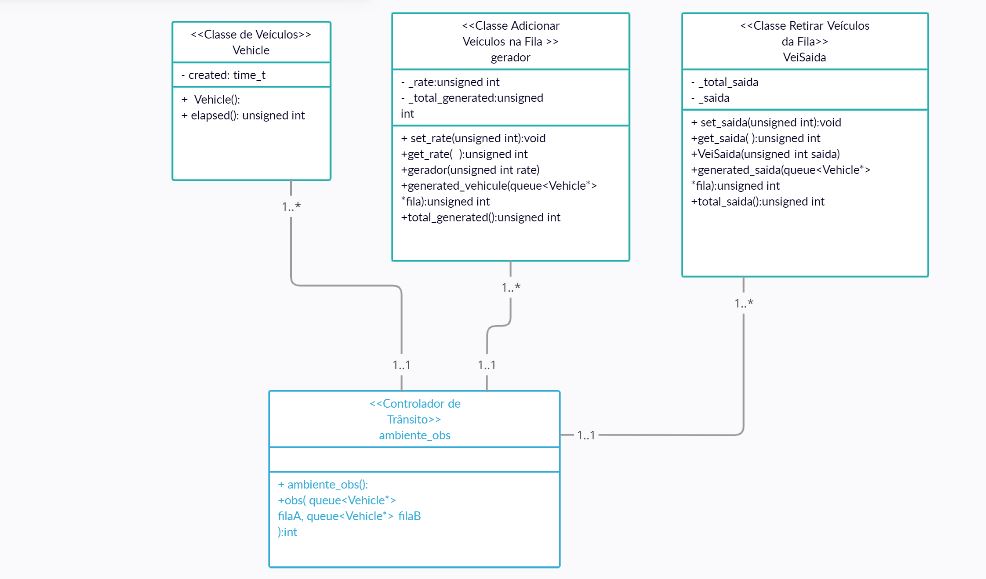 <<Classe de Veículos>>
Vehicle
- created: time_t
+  Vehicle():
+ elapsed(): unsigned int
1..*
<<Classe Adicionar
Veículos na Fila >>
gerador
- _rate:unsigned int
- _total_generated:unsigned
int
+ set_rate(unsigned int):void
+get_rate(  ):unsigned int
+gerador(unsigned int rate)
+generated_vehicule(queue<Vehicle*>
*fila):unsigned int
+total_generated():unsigned int
1..*
<<Classe Retirar Veículos
da Fila>>
VeiSaida
- _total_saida
- _saida
+ set_saida(unsigned int):void
+get_saida( ):unsigned int
+VeiSaida(unsigned int saida)
+generated_saida(queue<Vehicle*>
*fila):unsigned int
+total_saida():unsigned int
1..*
1..1
1..1
<<Controlador de
Trânsito>>
ambiente_obs
+ ambiente_obs():
+obs( queue<Vehicle*>
filaA, queue<Vehicle*> filaB
):int
1..1